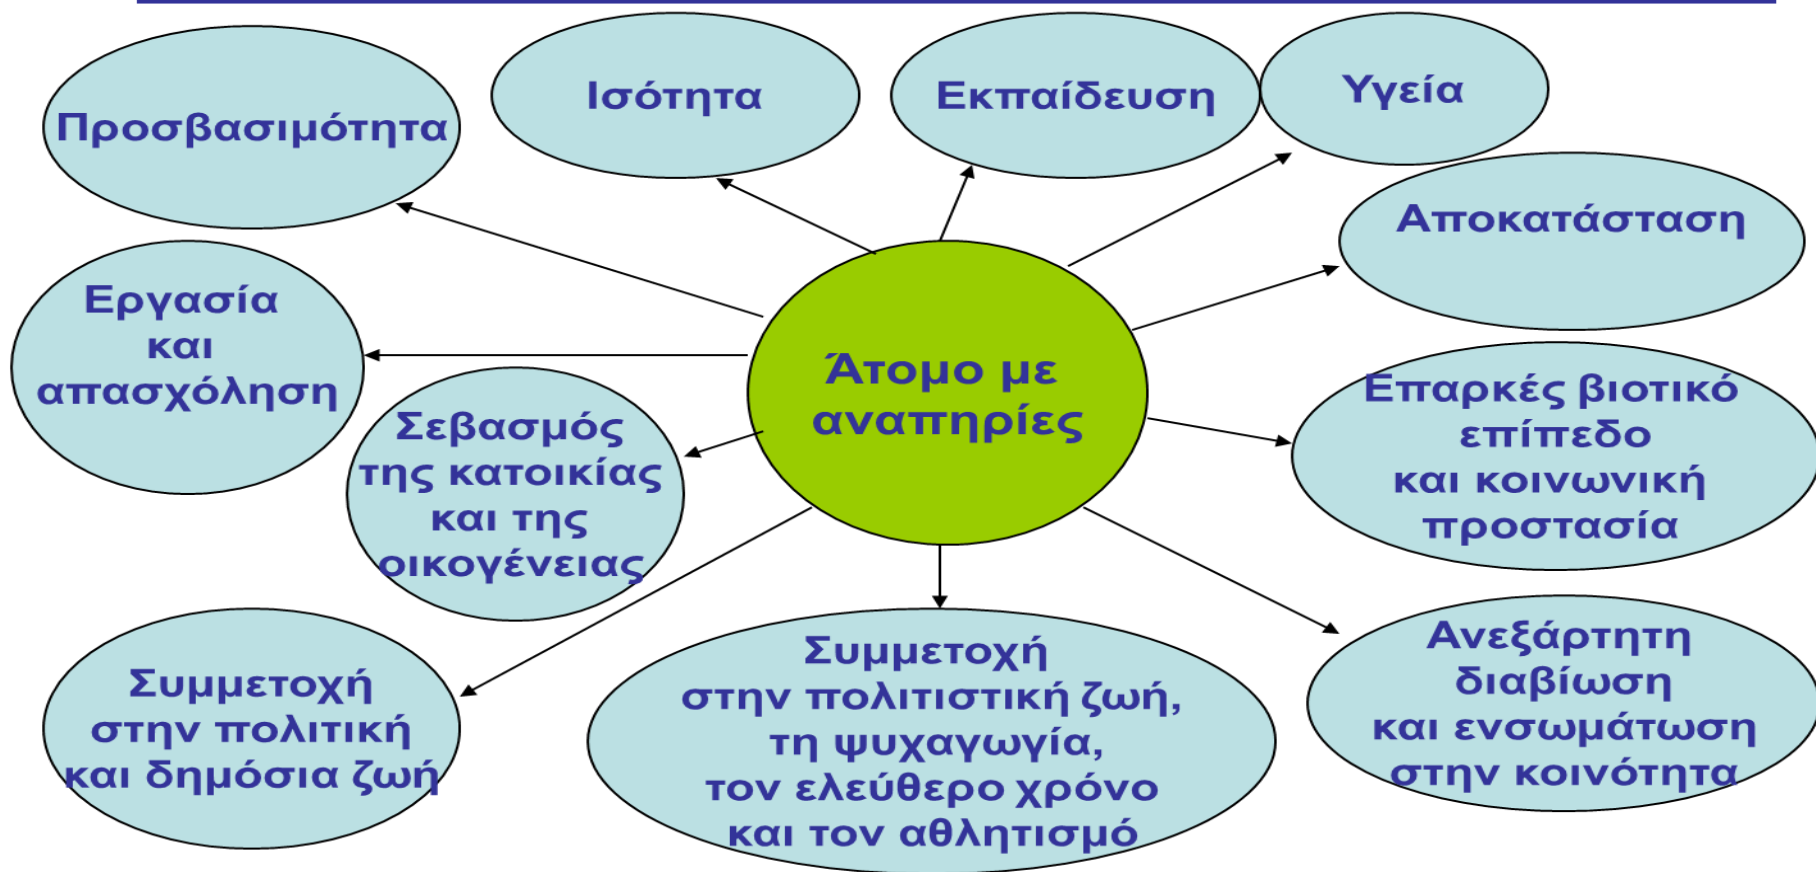 Προσβασιμότητα
Ισότητα
Εκπαίδευση
Υγεία
Αποκατάσταση
Εργασία
και
απασχόληση
Άτομο με
αναπηρίες
Επαρκές βιοτικό
επίπεδο
και κοινωνική
προστασία
Σεβασμός
της κατοικίας
και της
οικογένειας
Συμμετοχή
στην πολιτική
και δημόσια ζωή
Συμμετοχή
στην πολιτιστική ζωή,
τη ψυχαγωγία,
τον ελεύθερο χρόνο
και τον αθλητισμό
Ανεξάρτητη
διαβίωση
και ενσωμάτωση
στην κοινότητα